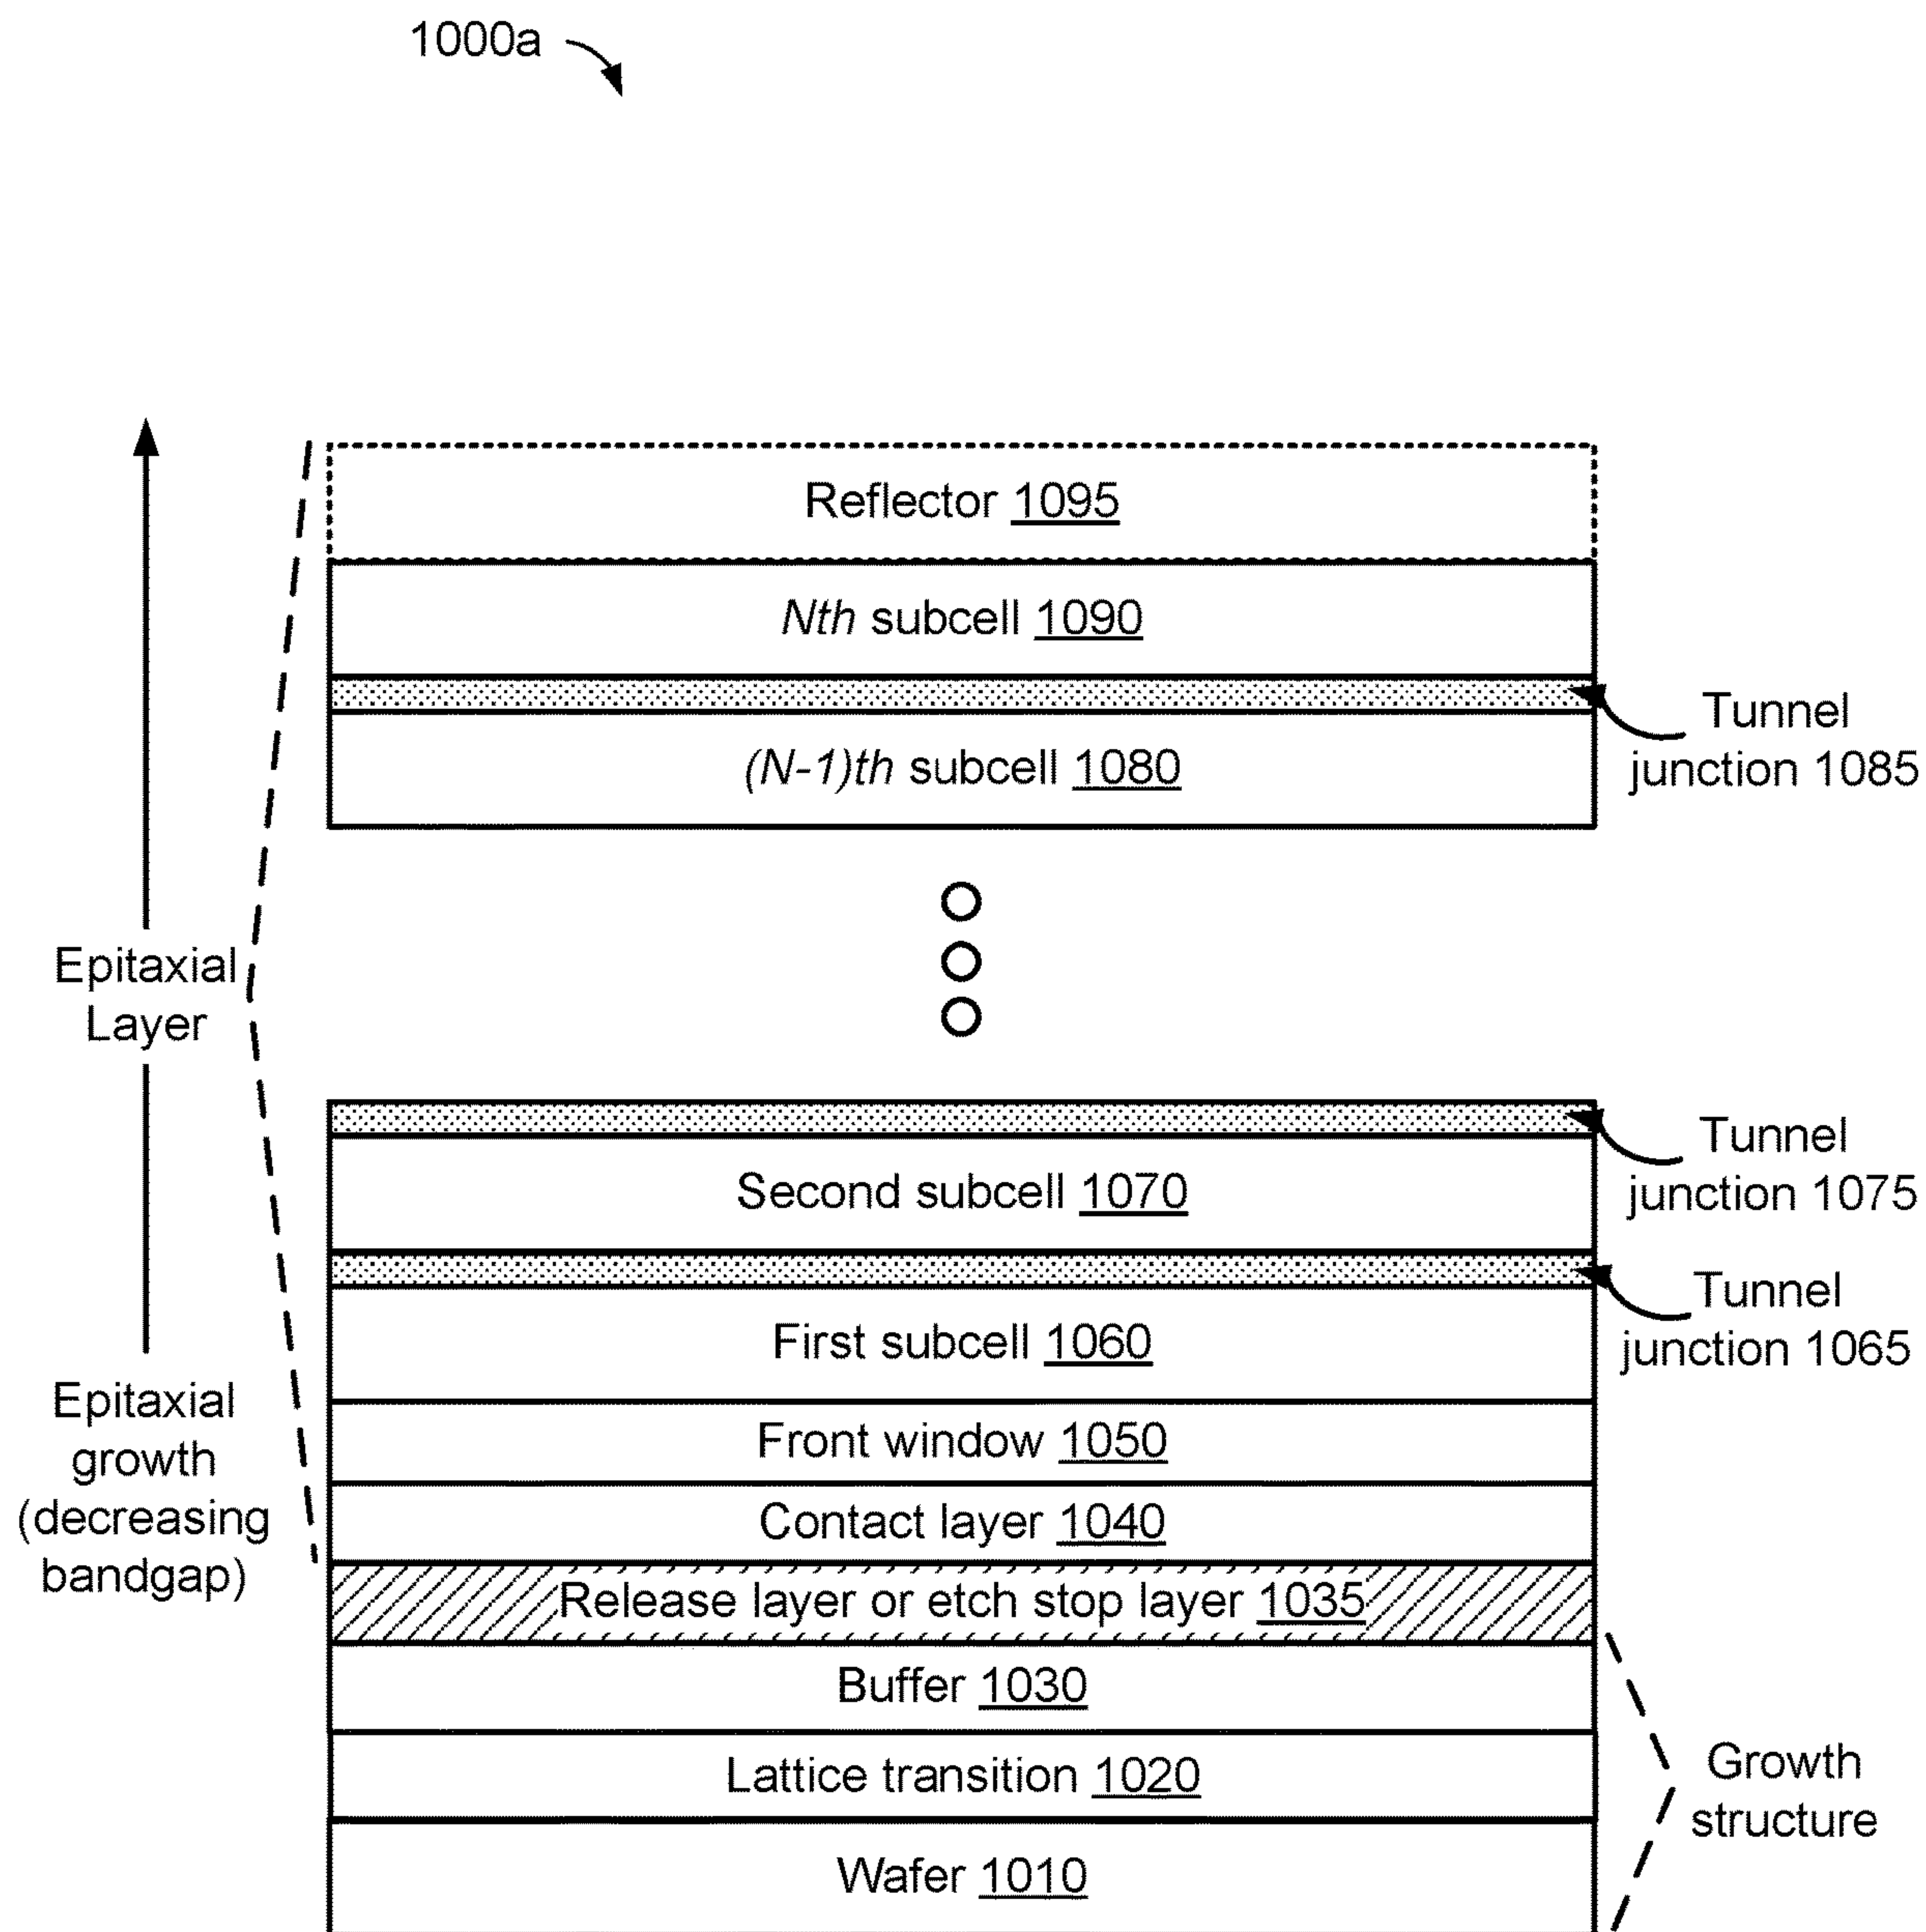 1000a
Reflector 1095
Nth subcell 1090
Tunnel
junction 1085
(N-1)th subcell 1080
Epitaxial
Layer
Tunnel
junction 1075
Second subcell 1070
Tunnel
junction 1065
First subcell 1060
Epitaxial
growth
(decreasing
bandgap)
Front window 1050
Contact layer 1040
Release layer or etch stop layer 1035
Buffer 1030
Lattice transition 1020
Growth
structure
Wafer 1010